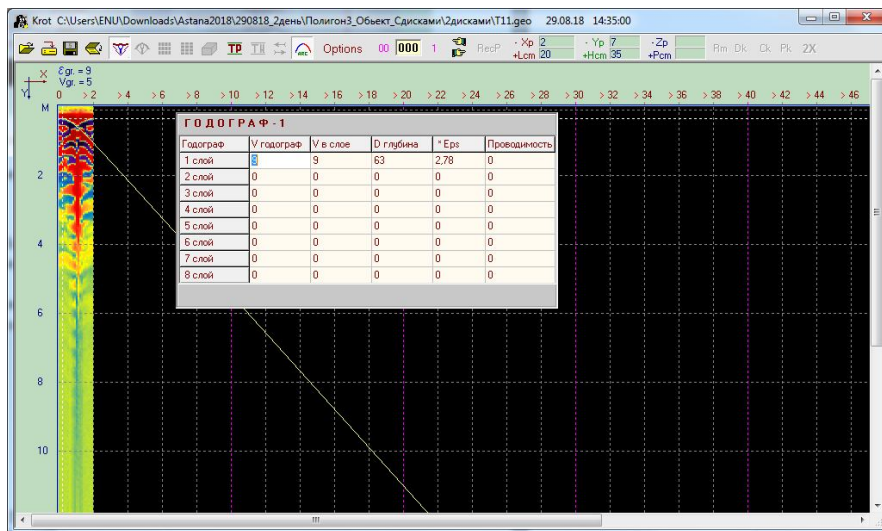 Krot C:\Users\ENU\Downloads\Astana2018\290818_2день\Полигон3_Обьект_Сдисками\2дисками\T11.geo 29.08.18 14:35:00
TP Options 00 000 1 RecP · Xp 2 · Yp 7 ·Zp Rm Dk Ck Pk 2X
+Lcm 20 +Hcm 35 +Pcm
X Ɛgr. = 9
Y Vgr. = 5
0 > 2 > 4 > 6 > 8 > 10 > 12 > 14 > 16 > 18 > 20 > 22 > 24 > 26 > 28 > 30 > 32 > 34 > 36 > 38 > 40 > 42 > 44 > 46
М
ГОДОГРАФ-1
Годограф V годограф V в слое D глубина * Eps Проводимость
1 слой 9 9 63 2,78 0
2 слой 0 0 0 0 0
3 слой 0 0 0 0 0
4 слой 0 0 0 0 0
5 слой 0 0 0 0 0
6 слой 0 0 0 0 0
7 слой 0 0 0 0 0
8 слой 0 0 0 0 0
2
4
6
8
10